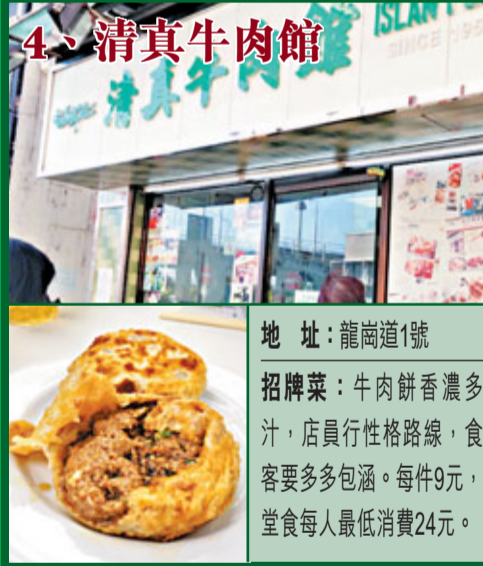 4、清真牛肉館
ISLAM F
SINCE 195
清真牛肉館
地 址：龍崗道1號
招牌菜：牛肉餅香濃多
汁，店員行性格路線，食
客要多多包涵。每件9元，
堂食每人最低消費24元。